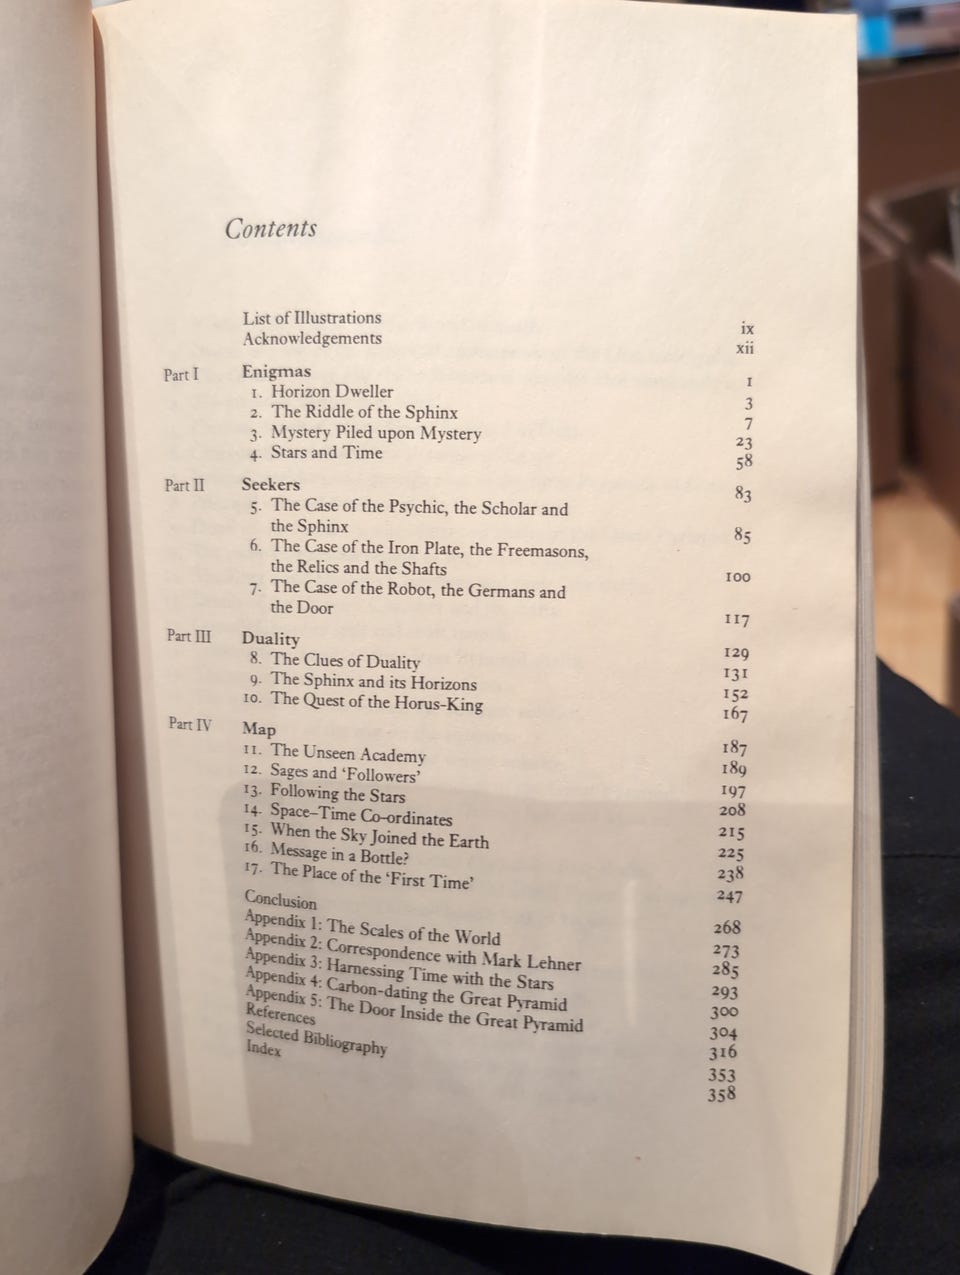 Contents
List of Illustrations ix
Acknowledgements xii
Part I Enigmas 1
1. Horizon Dweller 3
2. The Riddle of the Sphinx 7
3. Mystery Piled upon Mystery 23
4. Stars and Time 58
Part II Seekers 83
5. The Case of the Psychic, the Scholar and
the Sphinx 85
6. The Case of the Iron Plate, the Freemasons,
the Relics and the Shafts 100
7. The Case of the Robot, the Germans and
the Door 117
Part III Duality 129
8. The Clues of Duality 131
9. The Sphinx and its Horizons 152
10. The Quest of the Horus-King 167
Part IV Map 187
11. The Unseen Academy 189
12. Sages and ‘Followers’ 197
13. Following the Stars 208
14. Space–Time Co-ordinates 215
15. When the Sky Joined the Earth 225
16. Message in a Bottle? 238
17. The Place of the ‘First Time’ 247
Conclusion 268
Appendix 1: The Scales of the World 273
Appendix 2: Correspondence with Mark Lehner 285
Appendix 3: Harnessing Time with the Stars 293
Appendix 4: Carbon-dating the Great Pyramid 300
Appendix 5: The Door Inside the Great Pyramid 304
References 316
Selected Bibliography 353
Index 358